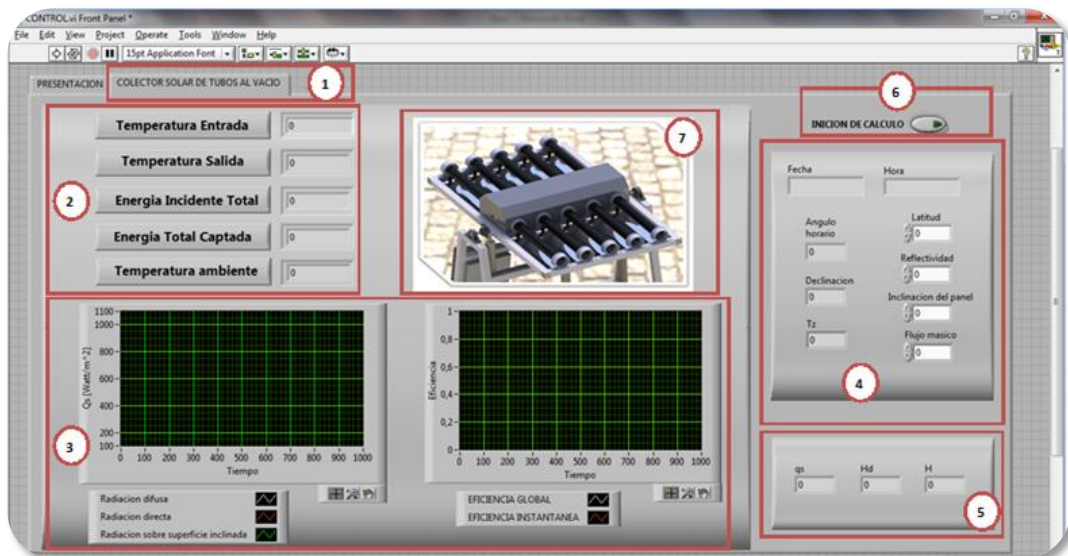 CONTROL.vi Front Panel *
File Edit View Project Operate Tools Window Help
15pt Application Font
PRESENTACION
COLECTOR SOLAR DE TUBOS AL VACIO
1
Temperatura Entrada
0
Temperatura Salida
0
2
Energia Incidente Total
0
Energia Total Captada
0
Temperatura ambiente
0
7
6
INICION DE CALCULO
Fecha
Hora
Angulo
horario
0
Latitud
0
Reflectividad
0
Declinacion
0
Inclinacion del panel
0
Tz
0
Flujo masico
0
4
3
Qs [Watt/m^2]
1100
1000
800
600
400
200
100
0 100 200 300 400 500 600 700 800 900 1000
Tiempo
Radiacion difusa
Radiacion directa
Radiacion sobre superficie inclinada
Eficiencia
1
0,8
0,6
0,4
0,2
0
0 100 200 300 400 500 600 700 800 900 1000
Tiempo
EFICIENCIA GLOBAL
EFICIENCIA INSTANTANEA
qs Hd H
0 0 0
5